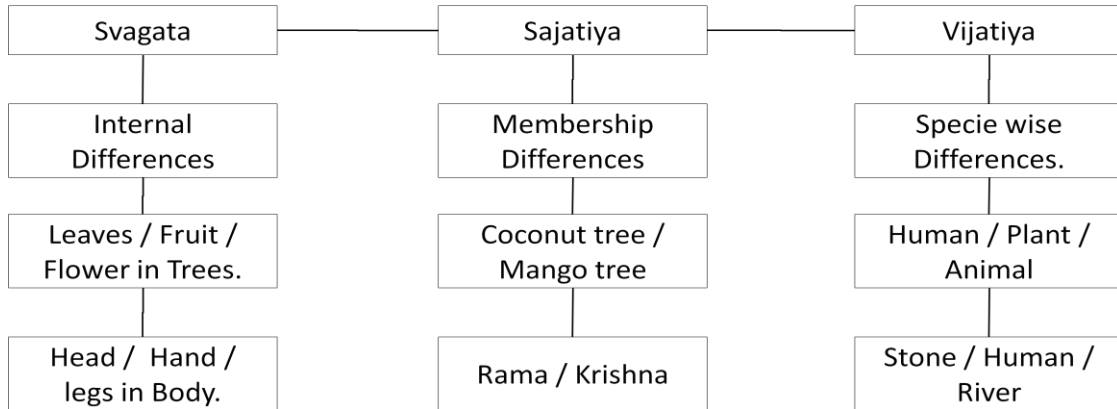 Svagata
Sajatiya
Vijatiya
Internal
Differences
Membership
Differences
Specie wise
Differences.
Leaves / Fruit /
Flower in Trees.
Coconut tree /
Mango tree
Human / Plant /
Animal
Head / Hand /
legs in Body.
Rama / Krishna
Stone / Human /
River